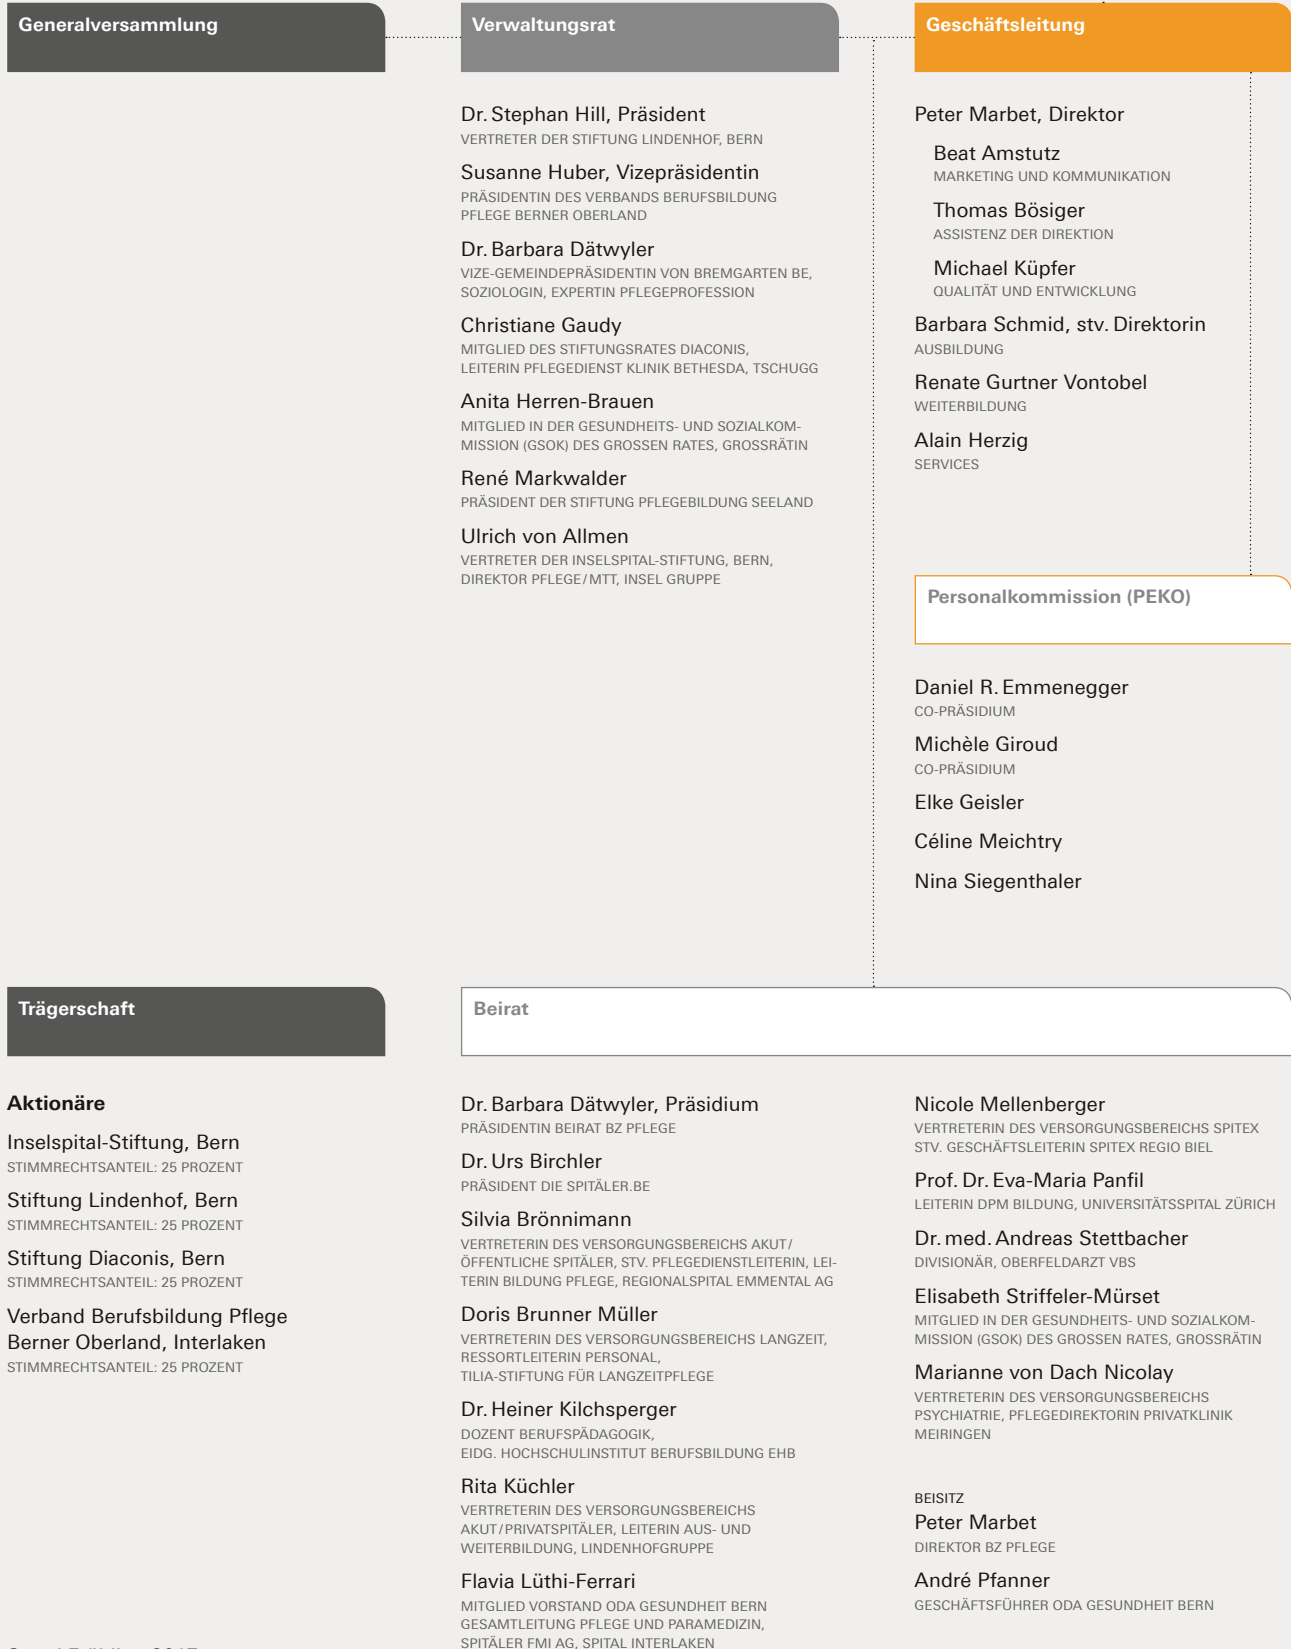 Generalversammlung
Verwaltungsrat
Dr. Stephan Hill, Präsident
VERTRETER DER STIFTUNG LINDENHOF, BERN
Susanne Huber, Vizepräsidentin
PRÄSIDENTIN DES VERBANDS BERUFSBILDUNG
PFLEGE BERNER OBERLAND
Dr. Barbara Dätwyler
VIZE-GEMEINDEPRÄSIDENTIN VON BREMGARTEN BE,
SOZIOLOGIN, EXPERTIN PFLEGEPROFESSION
Christiane Gaudy
MITGLIED DES STIFTUNGSRATES DIACONIS,
LEITERIN PFLEGEDIENST KLINIK BETHESDA, TSCHUGG
Anita Herren-Brauen
MITGLIED IN DER GESUNDHEITS- UND SOZIALKOM-
MISSION (GSOK) DES GROSSEN RATES, GROSSRÄTIN
René Markwalder
PRÄSIDENT DER STIFTUNG PFLEGEBILDUNG SEELAND
Ulrich von Allmen
VERTRETER DER INSELSPITAL-STIFTUNG, BERN,
DIREKTOR PFLEGE/MTT, INSEL GRUPPE
Geschäftsleitung
Peter Marbet, Direktor
Beat Amstutz
MARKETING UND KOMMUNIKATION
Thomas Bösiger
ASSISTENZ DER DIREKTION
Michael Küpfer
QUALITÄT UND ENTWICKLUNG
Barbara Schmid, stv. Direktorin
AUSBILDUNG
Renate Gurtner Vontobel
WEITERBILDUNG
Alain Herzig
SERVICES
Personalkommission (PEKO)
Daniel R. Emmenegger
CO-PRÄSIDIUM
Michèle Giroud
CO-PRÄSIDIUM
Elke Geisler
Céline Meichtry
Nina Siegenthaler
Trägerschaft
Aktionäre
Inselspital-Stiftung, Bern
STIMMRECHTSANTEIL: 25 PROZENT
Stiftung Lindenhof, Bern
STIMMRECHTSANTEIL: 25 PROZENT
Stiftung Diaconis, Bern
STIMMRECHTSANTEIL: 25 PROZENT
Verband Berufsbildung Pflege
Berner Oberland, Interlaken
STIMMRECHTSANTEIL: 25 PROZENT
Beirat
Dr. Barbara Dätwyler, Präsidium
PRÄSIDENTIN BEIRAT BZ PFLEGE
Dr. Urs Birchler
PRÄSIDENT DIE SPITÄLER.BE
Silvia Brönnimann
VERTRETERIN DES VERSORGUNGSBEREICHS AKUT/
ÖFFENTLICHE SPITÄLER, STV. PFLEGEDIENSTLEITERIN, LEI-
TERIN BILDUNG PFLEGE, REGIONALSPITAL EMMENTAL AG
Doris Brunner Müller
VERTRETERIN DES VERSORGUNGSBEREICHS LANGZEIT,
RESSORTLEITERIN PERSONAL,
TILIA-STIFTUNG FÜR LANGZEITPFLEGE
Dr. Heiner Kilchsperger
DOZENT BERUFSPÄDAGOGIK,
EIDG. HOCHSCHULINSTITUT BERUFSBILDUNG EHB
Rita Küchler
VERTRETERIN DES VERSORGUNGSBEREICHS
AKUT/PRIVATSPITÄLER, LEITERIN AUS- UND
WEITERBILDUNG, LINDENHOFGRUPPE
Flavia Lüthi-Ferrari
MITGLIED VORSTAND ODA GESUNDHEIT BERN
GESAMTLEITUNG PFLEGE UND PARAMEDIZIN,
SPITÄLER FMI AG, SPITAL INTERLAKEN
Nicole Mellenberger
VERTRETERIN DES VERSORGUNGSBEREICHS SPITEX
STV. GESCHÄFTSLEITERIN SPITEX REGIO BIEL
Prof. Dr. Eva-Maria Panfil
LEITERIN DPM BILDUNG, UNIVERSITÄTSSPITAL ZÜRICH
Dr. med. Andreas Stettbacher
DIVISIONÄR, OBERFELDARZT VBS
Elisabeth Striffeler-Mürset
MITGLIED IN DER GESUNDHEITS- UND SOZIALKOM-
MISSION (GSOK) DES GROSSEN RATES, GROSSRÄTIN
Marianne von Dach Nicolay
VERTRETERIN DES VERSORGUNGSBEREICHS
PSYCHIATRIE, PFLEGEDIREKTORIN PRIVATKLINIK
MEIRINGEN
BEISITZ
Peter Marbet
DIREKTOR BZ PFLEGE
André Pfanner
GESCHÄFTSFÜHRER ODA GESUNDHEIT BERN